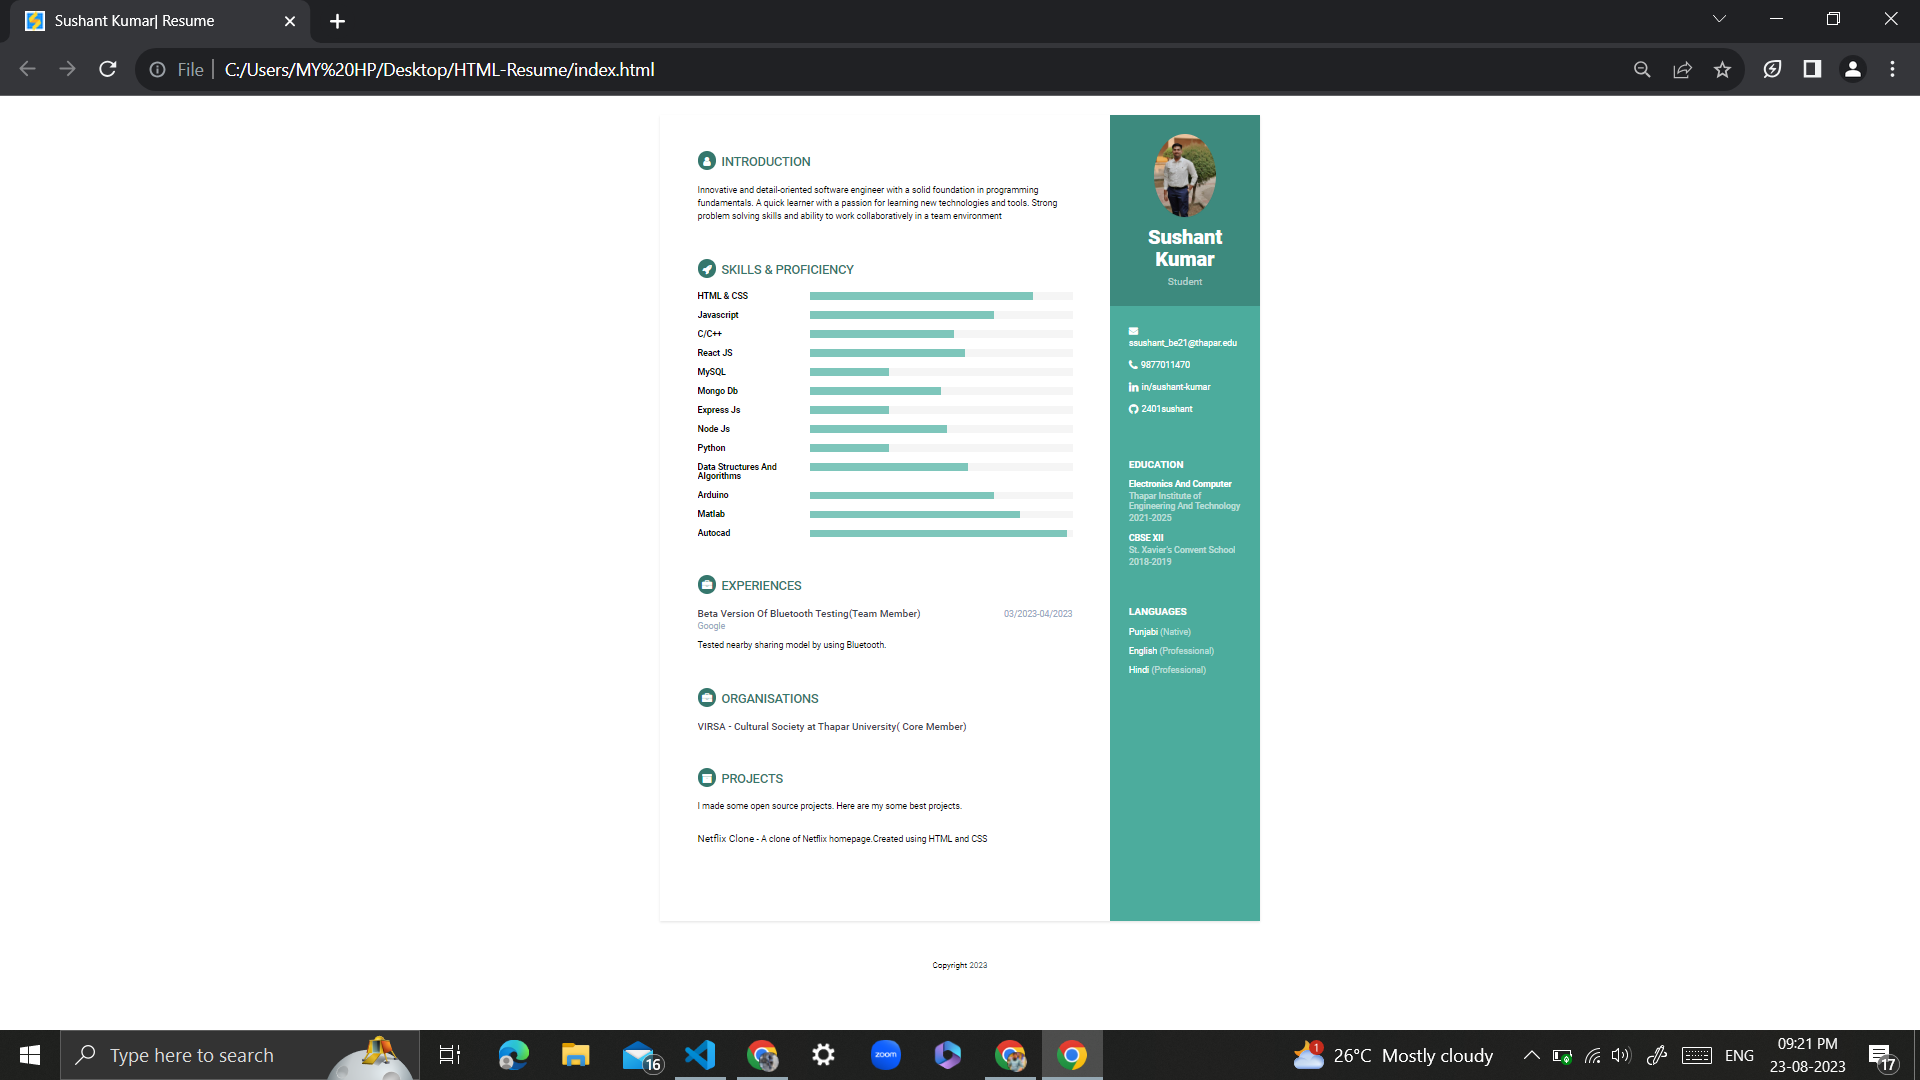 Sushant Kumar| Resume
File
C:/Users/MY%20HP/Desktop/HTML-Resume/index.html
INTRODUCTION
Innovative and detail-oriented software engineer with a solid foundation in programming
fundamentals. A quick learner with a passion for learning new technologies and tools. Strong
problem solving skills and ability to work collaboratively in a team environment
SKILLS & PROFICIENCY
HTML & CSS
Javascript
C/C++
React JS
MySQL
Mongo Db
Express Js
Node Js
Python
Data Structures And
Algorithms
Arduino
Matlab
Autocad
EXPERIENCES
Beta Version Of Bluetooth Testing(Team Member)
03/2023-04/2023
Google
Tested nearby sharing model by using Bluetooth.
ORGANISATIONS
VIRSA - Cultural Society at Thapar University( Core Member)
PROJECTS
I made some open source projects. Here are my some best projects.
Netflix Clone - A clone of Netflix homepage.Created using HTML and CSS
Sushant
Kumar
Student
ssushant_be21@thapar.edu
9877011470
in/sushant-kumar
2401sushant
EDUCATION
Electronics And Computer
Thapar Institute of
Engineering And Technology
2021-2025
CBSE XII
St. Xavier's Convent School
2018-2019
LANGUAGES
Punjabi (Native)
English (Professional)
Hindi (Professional)
Copyright 2023
Type here to search
16
zoom
1
26°C Mostly cloudy
ENG
09:21 PM
23-08-2023
17